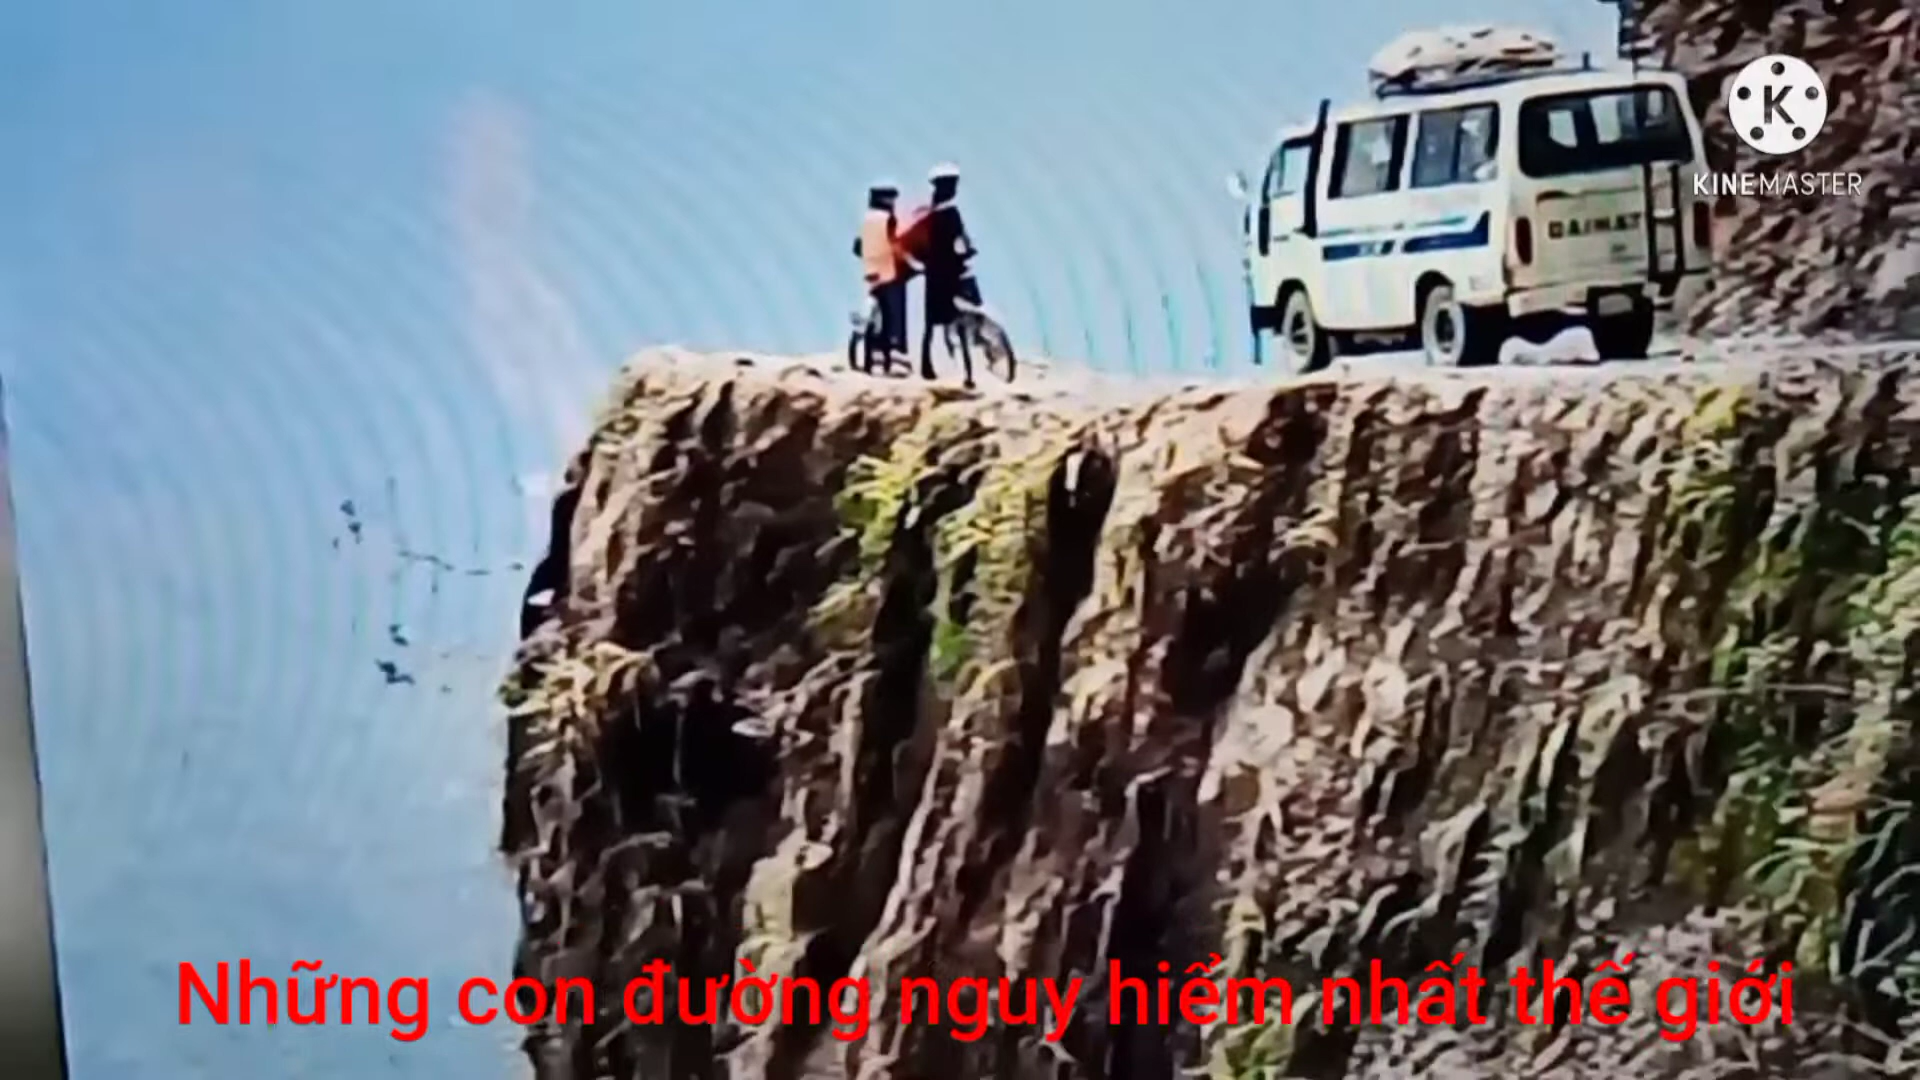 K
KINEMASTER
Những con đường nguy hiểm nhất thế giới